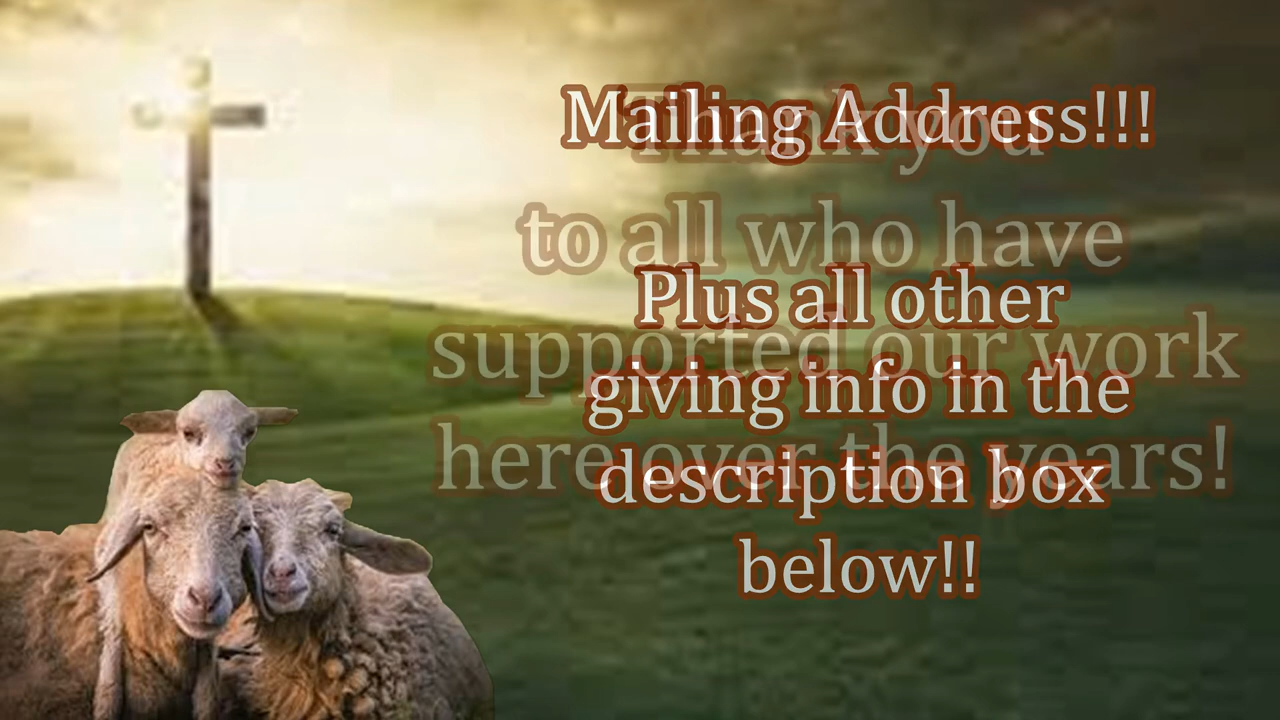 Mailing Address!!!
Plus all other
giving info in the
description box
below!!
Thank you
to all who have
supported our work
here over the years!